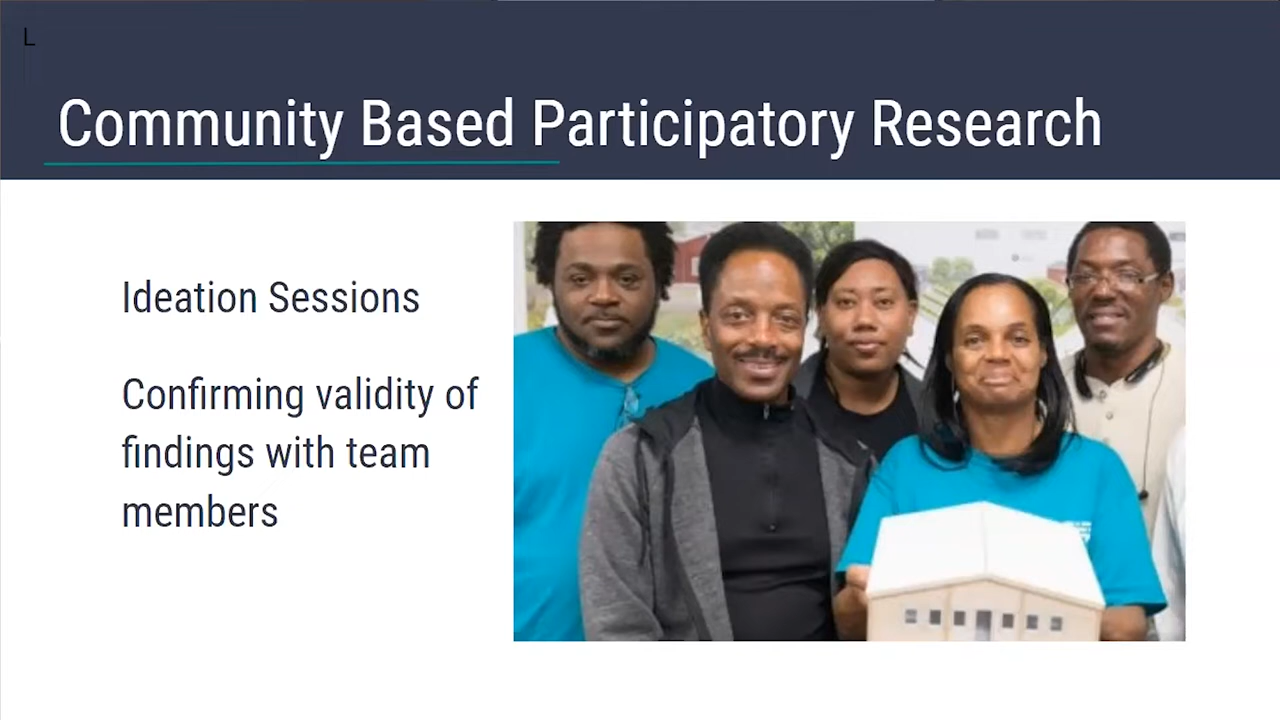 L
Community Based Participatory Research
Ideation Sessions
Confirming validity of
findings with team
members